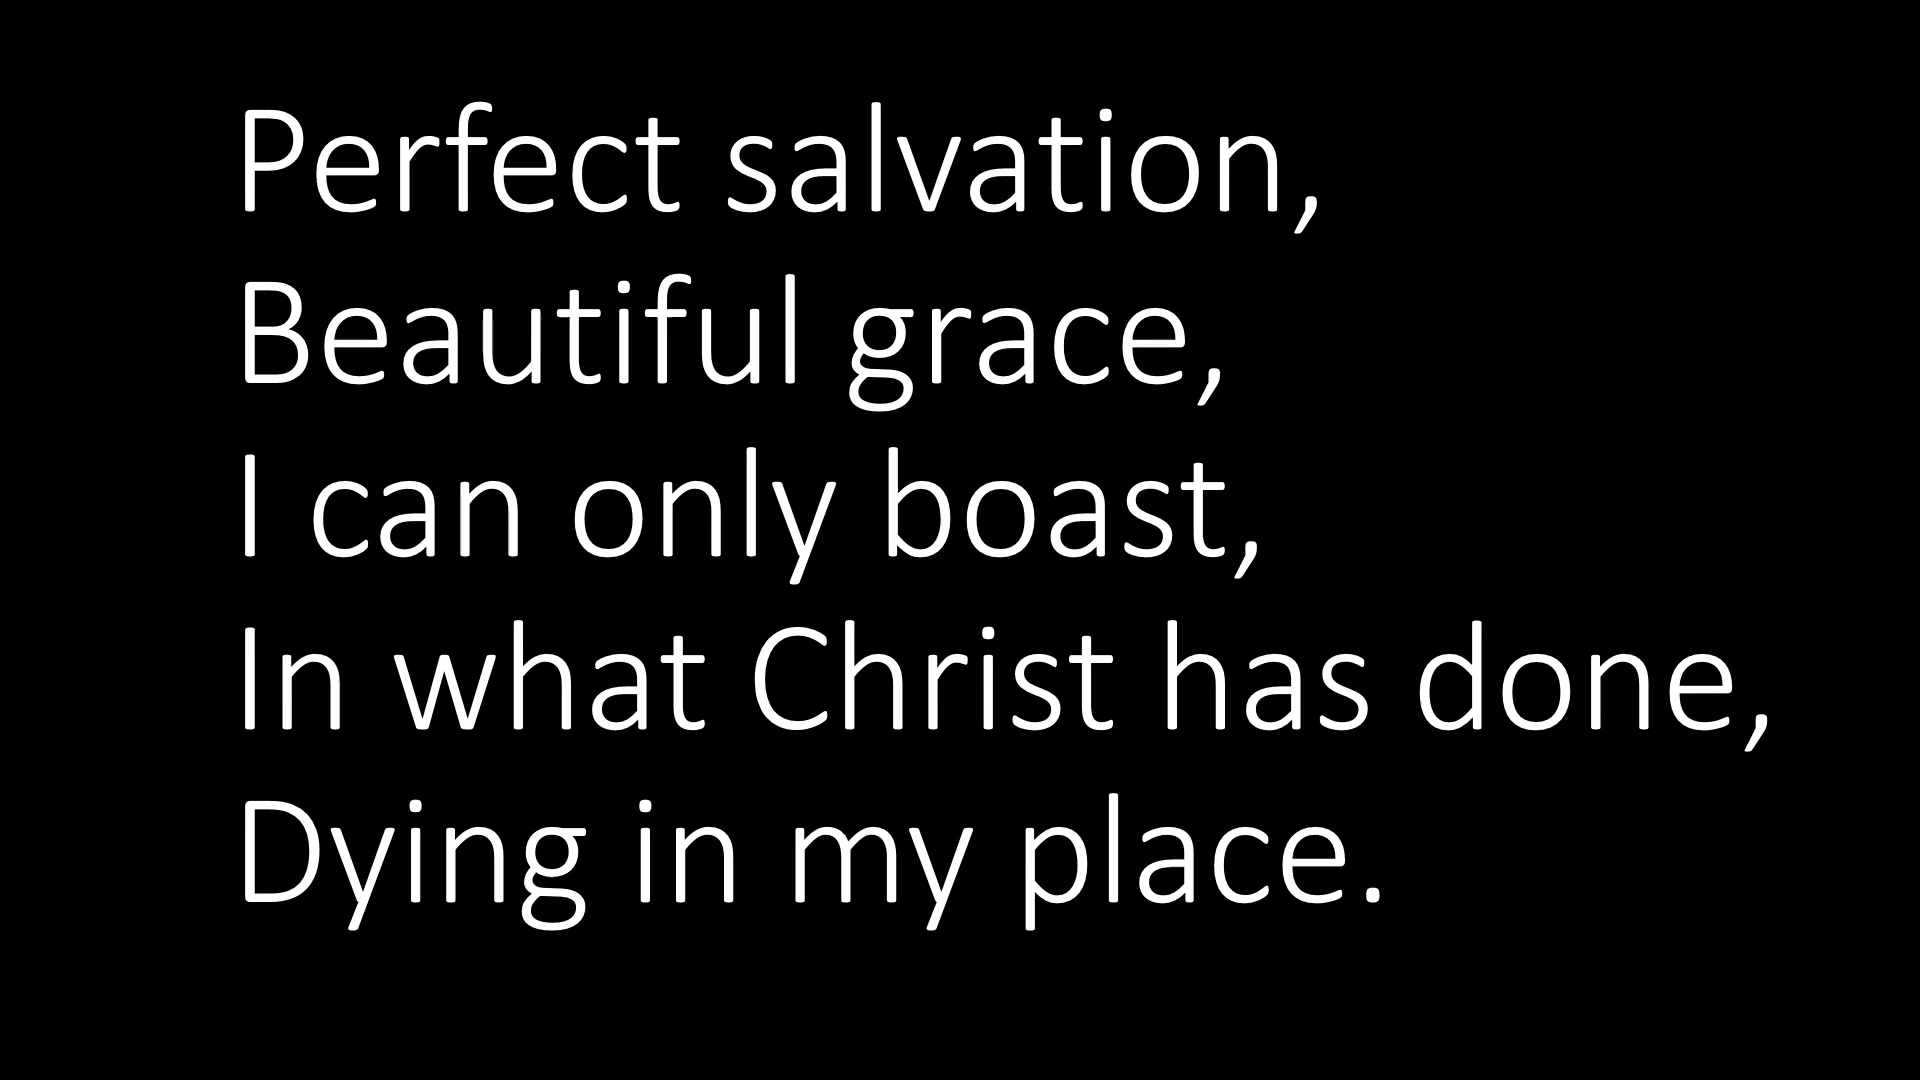 Perfect salvation,
Beautiful grace,
I can only boast,
In what Christ has done,
Dying in my place.